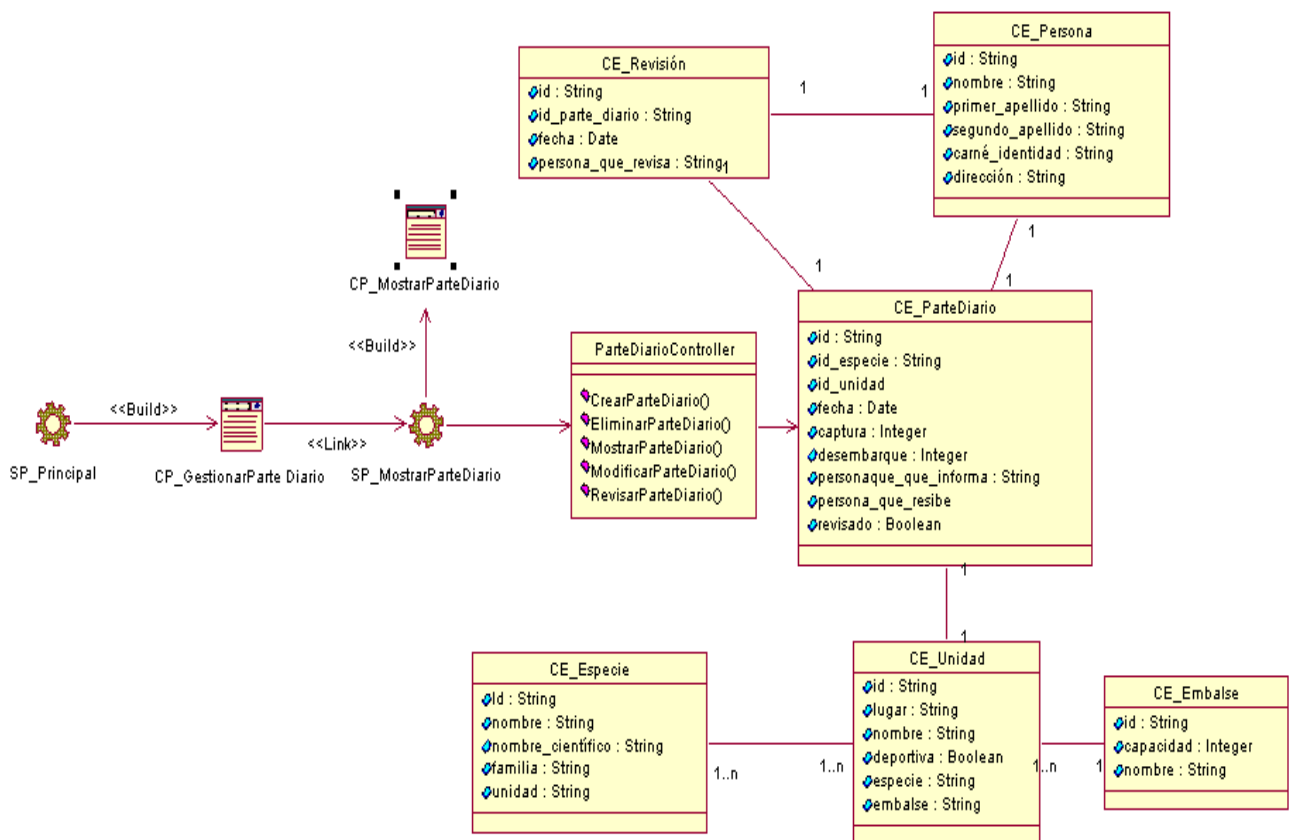 CE_Revisión
id : String
id_parte_diario : String
fecha : Date
persona_que_revisa : String
1
1
1
CE_Persona
id : String
nombre : String
primer_apellido : String
segundo_apellido : String
carné_identidad : String
dirección : String
1
1
1
CP_MostrarParteDiario
<<Build>>
SP_Principal
<<Build>>
CP_GestionarParte Diario
<<Link>>
SP_MostrarParteDiario
ParteDiarioController
CrearParteDiario()
EliminarParteDiario()
MostrarParteDiario()
ModificarParteDiario()
RevisarParteDiario()
CE_ParteDiario
id : String
id_especie : String
id_unidad
fecha : Date
captura : Integer
desembarque : Integer
personaque_que_informa : String
persona_que_resibe
revisado : Boolean
1
1
CE_Especie
Id : String
nombre : String
nombre_científico : String
familia : String
unidad : String
1..n
1..n
CE_Unidad
id : String
lugar : String
nombre : String
deportiva : Boolean
especie : String
embalse : String
1..n
1
CE_Embalse
id : String
capacidad : Integer
nombre : String